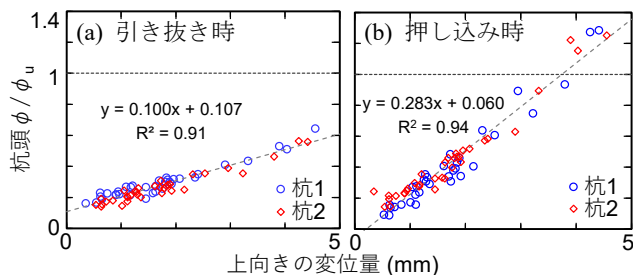 1.4
(a) 引き抜き時
(b) 押し込み時
1
杭頭φ/φu
y = 0.100x + 0.107
R² = 0.91
y = 0.283x + 0.060
R² = 0.94
杭1
杭2
杭1
杭2
0
0 5
0 5
上向きの変位量 (mm)